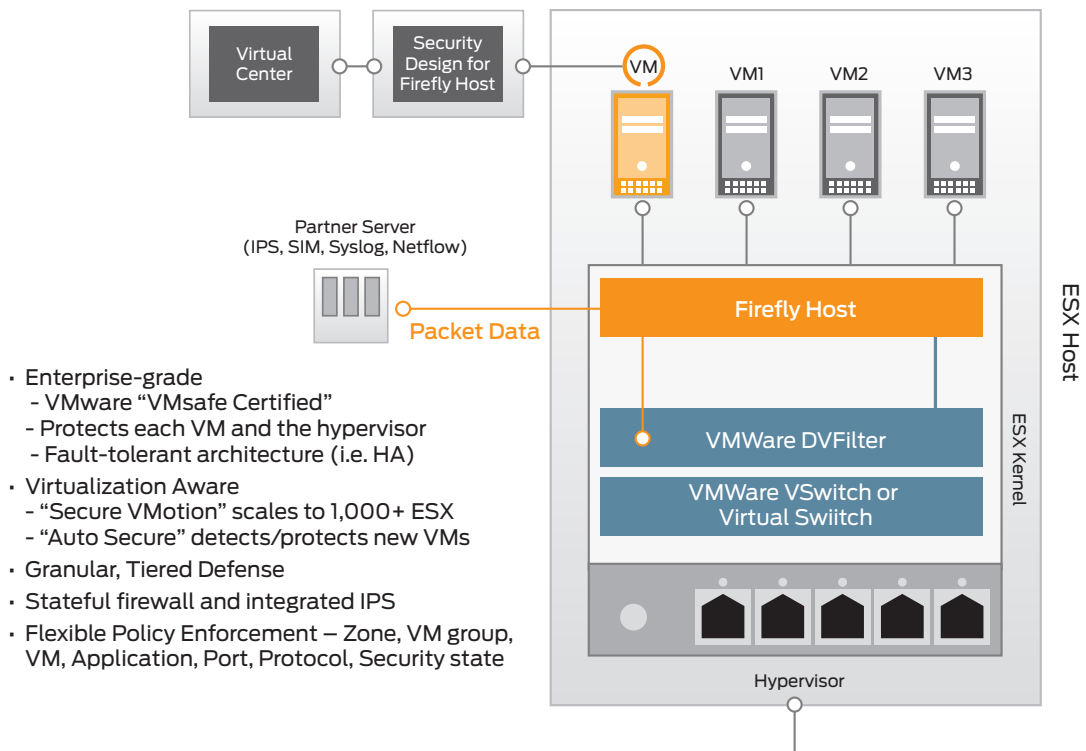 Virtual
Center
Security
Design for
Firefly Host
VM
VM1
VM2
VM3
Partner Server
(IPS, SIM, Syslog, Netflow)
Packet Data
Firefly Host
VMWare DVFilter
VMWare VSwitch or
Virtual Swiitch
ESX Kernel
ESX Host
Hypervisor
· Enterprise-grade
- VMware “VMsafe Certified”
- Protects each VM and the hypervisor
- Fault-tolerant architecture (i.e. HA)
· Virtualization Aware
- “Secure VMotion” scales to 1,000+ ESX
- “Auto Secure” detects/protects new VMs
· Granular, Tiered Defense
· Stateful firewall and integrated IPS
· Flexible Policy Enforcement – Zone, VM group,
VM, Application, Port, Protocol, Security state